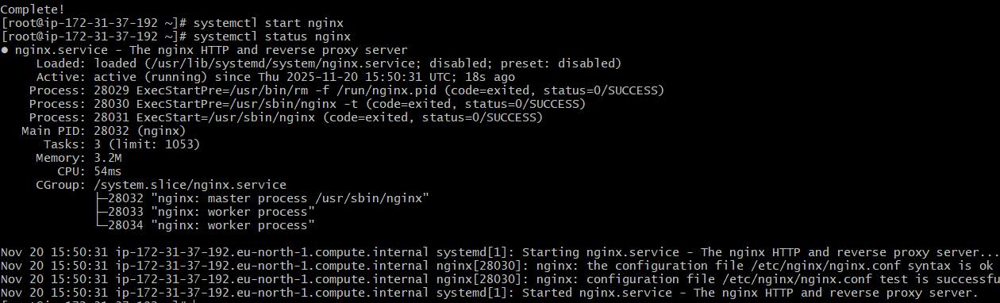 Complete!
[root@ip-172-31-37-192 ~]# systemctl start nginx
[root@ip-172-31-37-192 ~]# systemctl status nginx
● nginx.service - The nginx HTTP and reverse proxy server
     Loaded: loaded (/usr/lib/systemd/system/nginx.service; disabled; preset: disabled)
     Active: active (running) since Thu 2025-11-20 15:50:31 UTC; 18s ago
    Process: 28029 ExecStartPre=/usr/bin/rm -f /run/nginx.pid (code=exited, status=0/SUCCESS)
    Process: 28030 ExecStartPre=/usr/sbin/nginx -t (code=exited, status=0/SUCCESS)
    Process: 28031 ExecStart=/usr/sbin/nginx (code=exited, status=0/SUCCESS)
   Main PID: 28032 (nginx)
      Tasks: 3 (limit: 1053)
     Memory: 3.2M
        CPU: 54ms
     CGroup: /system.slice/nginx.service
             ├─28032 "nginx: master process /usr/sbin/nginx"
             ├─28033 "nginx: worker process"
             └─28034 "nginx: worker process"
Nov 20 15:50:31 ip-172-31-37-192.eu-north-1.compute.internal systemd[1]: Starting nginx.service - The nginx HTTP and reverse proxy server...
Nov 20 15:50:31 ip-172-31-37-192.eu-north-1.compute.internal nginx[28030]: nginx: the configuration file /etc/nginx/nginx.conf syntax is ok
Nov 20 15:50:31 ip-172-31-37-192.eu-north-1.compute.internal nginx[28030]: nginx: configuration file /etc/nginx/nginx.conf test is successfu
Nov 20 15:50:31 ip-172-31-37-192.eu-north-1.compute.internal systemd[1]: Started nginx.service - The nginx HTTP and reverse proxy server.
[root@ip-172-31-37-192 ~]#